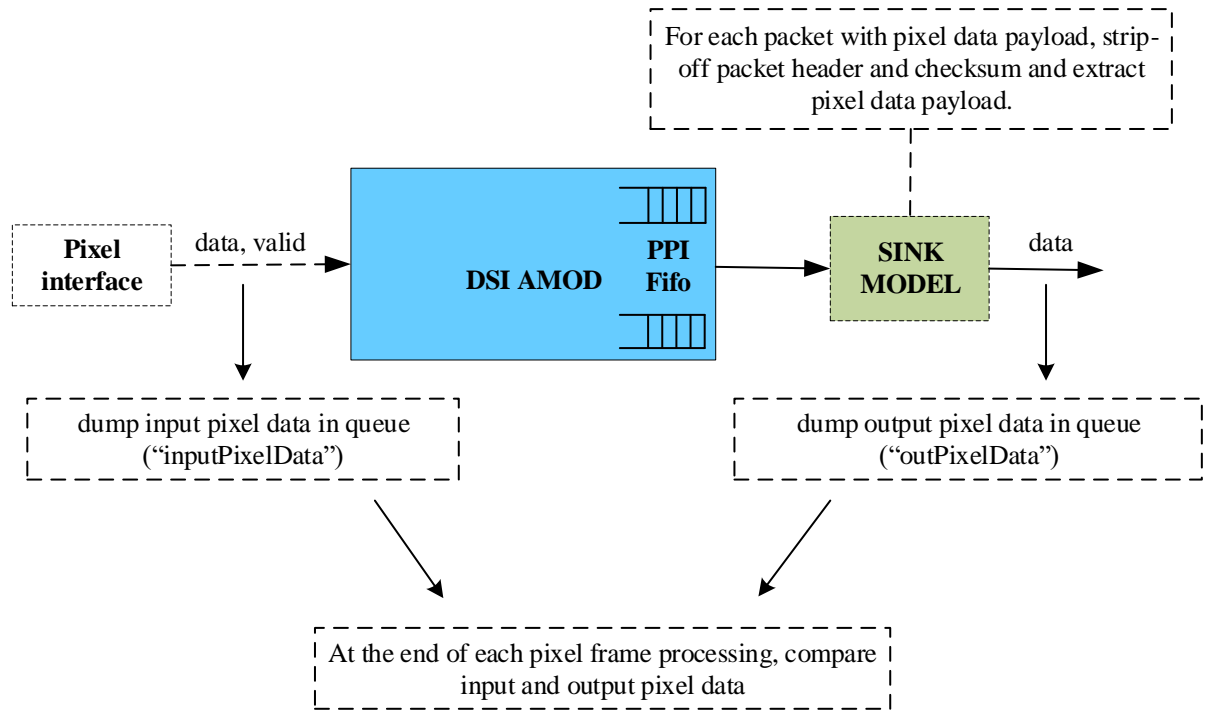 For each packet with pixel data payload, strip-
off packet header and checksum and extract
pixel data payload.
Pixel
interface
data, valid
DSI AMOD
PPI
Fifo
SINK
MODEL
data
dump input pixel data in queue
(“inputPixelData”)
dump output pixel data in queue
(“outPixelData”)
At the end of each pixel frame processing, compare
input and output pixel data